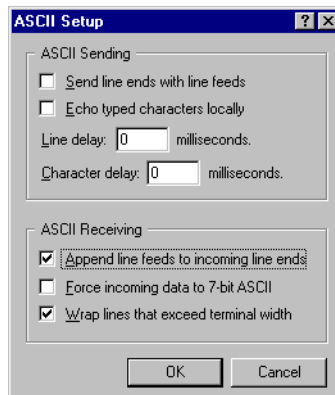 ASCII Setup
ASCII Sending
Send line ends with line feeds
Echo typed characters locally
Line delay: 0 milliseconds.
Character delay: 0 milliseconds.
ASCII Receiving
Append line feeds to incoming line ends
Force incoming data to 7-bit ASCII
Wrap lines that exceed terminal width
OK Cancel